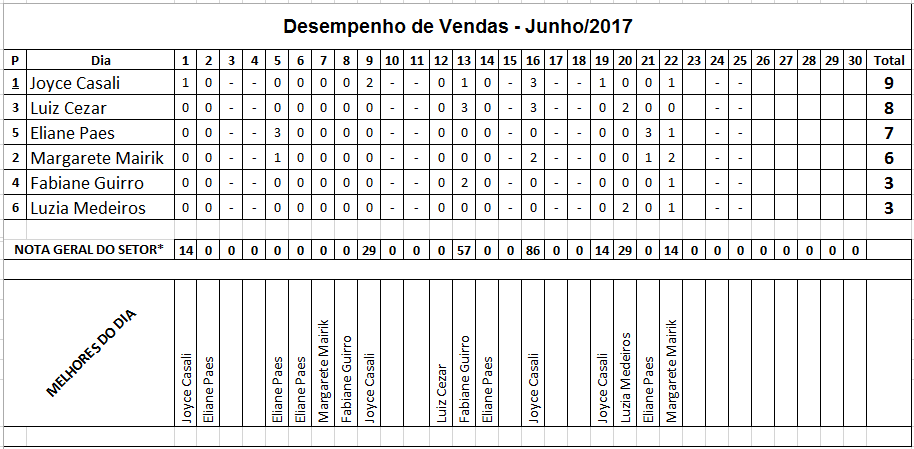 Desempenho de Vendas - Junho/2017
P Dia 1 2 3 4 5 6 7 8 9 10 11 12 13 14 15 16 17 18 19 20 21 22 23 24 25 26 27 28 29 30 Total
1 Joyce Casali 1 0 - - 0 0 0 0 2 - - 0 1 0 - 3 - - 1 0 0 1 - - 9
3 Luiz Cezar 0 0 - - 0 0 0 0 0 - - 0 3 0 - 3 - - 0 2 0 0 - - 8
5 Eliane Paes 0 0 - - 3 0 0 0 0 - - 0 0 0 - 0 - - 0 0 3 1 - - 7
2 Margarete Mairik 0 0 - - 1 0 0 0 0 - - 0 0 0 - 2 - - 0 0 1 2 - - 6
4 Fabiane Guirro 0 0 - - 0 0 0 0 0 - - 0 2 0 - 0 - - 0 0 0 1 - - 3
6 Luzia Medeiros 0 0 - - 0 0 0 0 0 - - 0 0 0 - 0 - - 0 2 0 1 - - 3
NOTA GERAL DO SETOR* 14 0 0 0 0 0 0 0 29 0 0 0 57 0 0 86 0 0 14 29 0 14 0 0 0 0 0 0 0 0
MELHORES DO DIA
Joyce Casali
Eliane Paes
Eliane Paes
Eliane Paes
Margarete Mairik
Fabiane Guirro
Joyce Casali
Luiz Cezar
Fabiane Guirro
Eliane Paes
Joyce Casali
Joyce Casali
Luzia Medeiros
Eliane Paes
Margarete Mairik